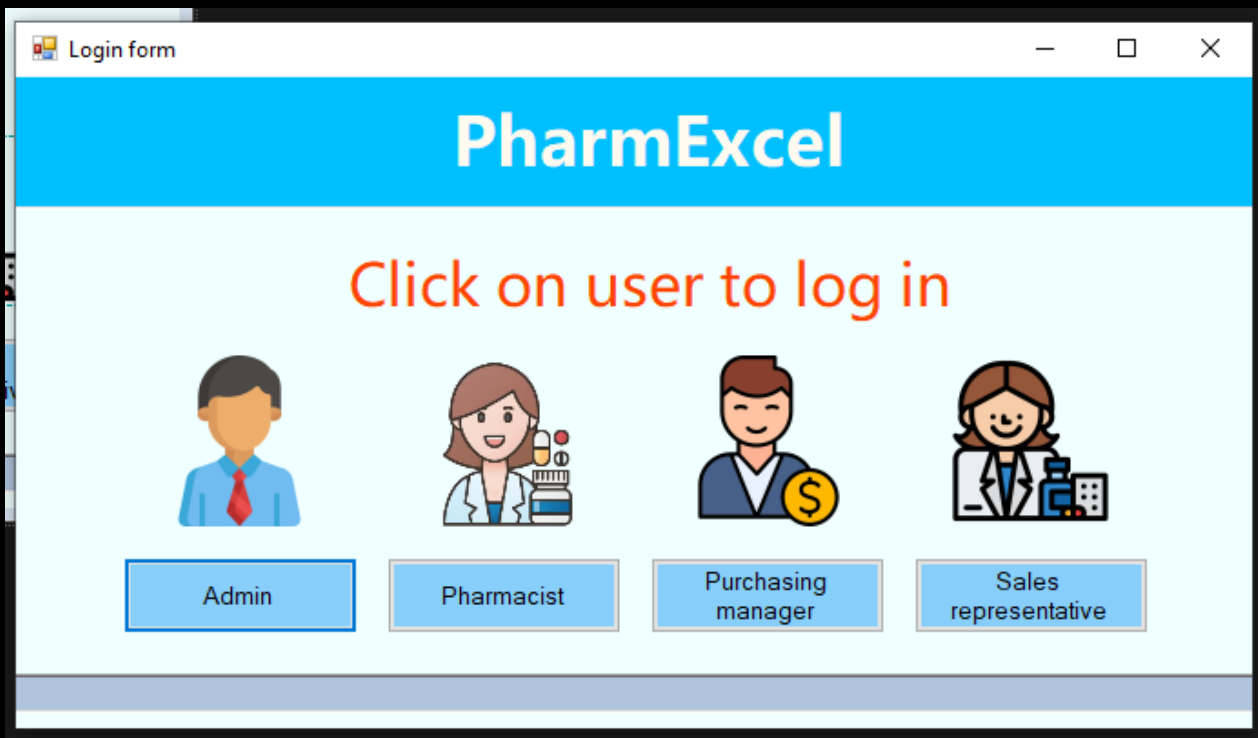 Login form
PharmExcel
Click on user to log in
Admin
Pharmacist
Purchasing
manager
Sales
representative